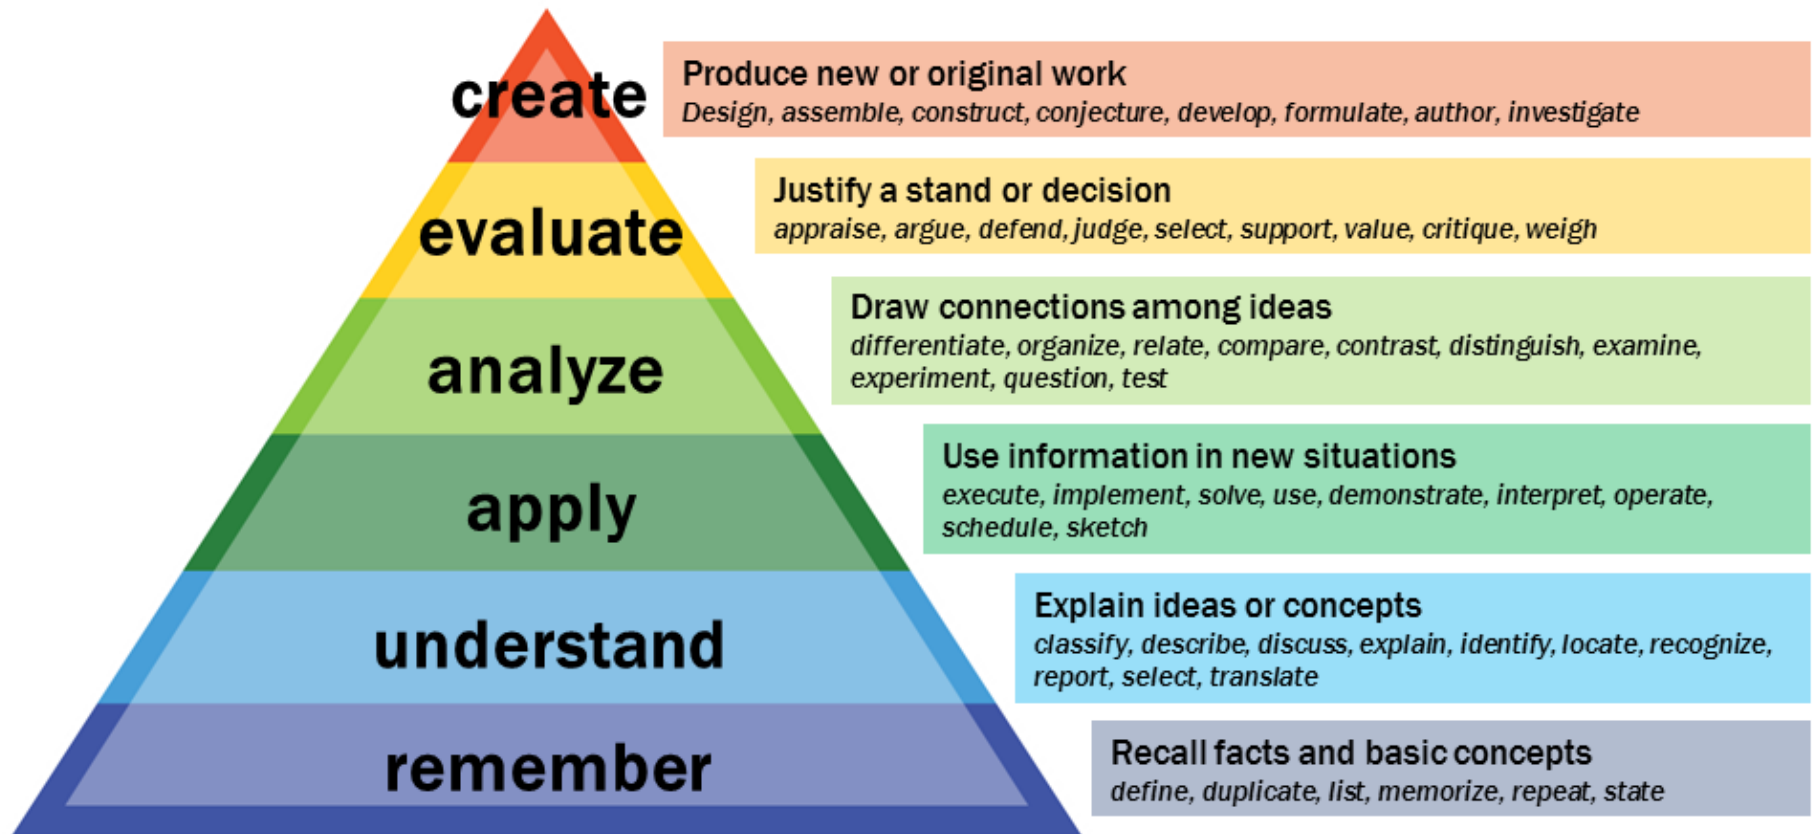 create
Produce new or original work
Design, assemble, construct, conjecture, develop, formulate, author, investigate
evaluate
Justify a stand or decision
appraise, argue, defend, judge, select, support, value, critique, weigh
analyze
Draw connections among ideas
differentiate, organize, relate, compare, contrast, distinguish, examine,
experiment, question, test
apply
Use information in new situations
execute, implement, solve, use, demonstrate, interpret, operate,
schedule, sketch
understand
Explain ideas or concepts
classify, describe, discuss, explain, identify, locate, recognize,
report, select, translate
remember
Recall facts and basic concepts
define, duplicate, list, memorize, repeat, state